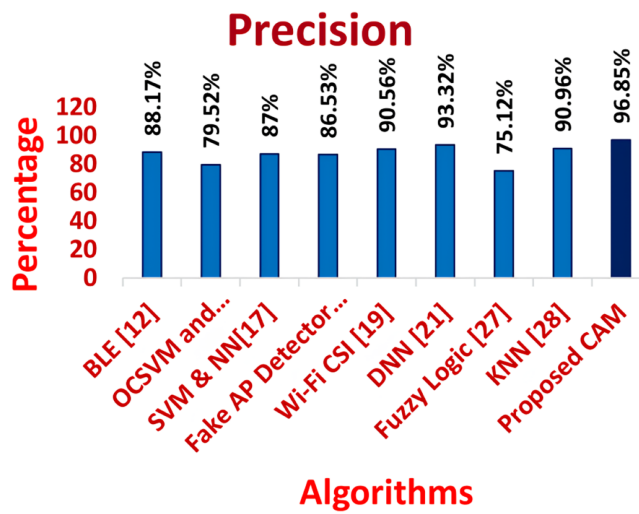 Precision
88.17%
79.52%
87%
86.53%
90.56%
93.32%
75.12%
90.96%
96.85%
Percentage
120
100
80
60
40
20
0
BLE [12]
OCSVM and...
SVM & NN[17]
Fake AP Detector...
Wi-Fi CSI [19]
DNN [21]
Fuzzy Logic [27]
KNN [28]
Proposed CAM
Algorithms